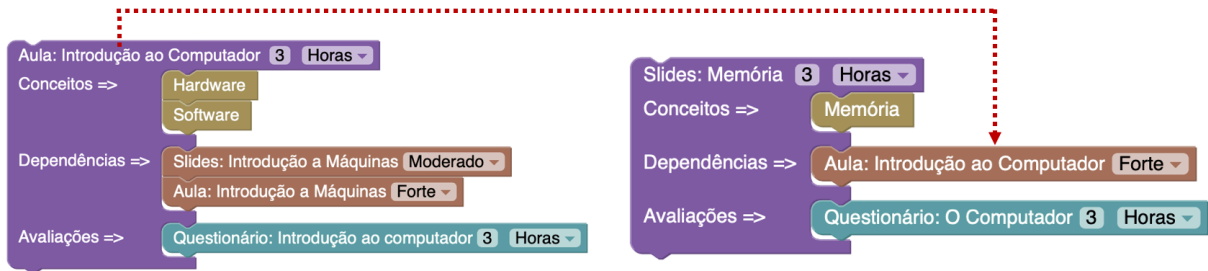 Aula: Introdução ao Computador 3 Horas
Conceitos => Hardware
Software
Dependências => Slides: Introdução a Máquinas Moderado
Aula: Introdução a Máquinas Forte
Avaliações => Questionário: Introdução ao computador 3 Horas
Slides: Memória 3 Horas
Conceitos => Memória
Dependências => Aula: Introdução ao Computador Forte
Avaliações => Questionário: O Computador 3 Horas